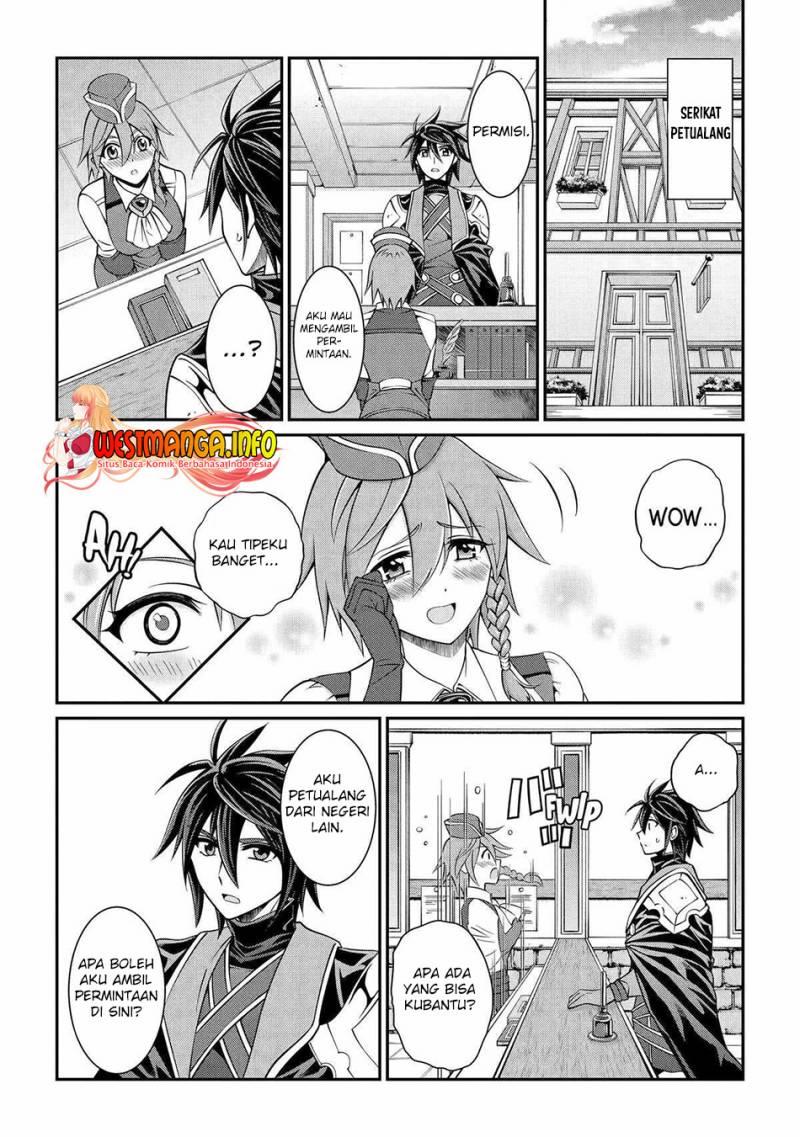 SERIKAT
PETUALANG
PERMISI.
AKU MAU
MENGAMBIL
PER-
MINTAAN.
...?
WESTMANGA.INFO
Situs Baca Komik Berbahasa Indonesia
WOW...
KAU TIPEKU
BANGET...
AH!
A...
FWIP
APA ADA
YANG BISA
KUBANTU?
AKU
PETUALANG
DARI NEGERI
LAIN.
APA BOLEH
AKU AMBIL
PERMINTAAN
DI SINI?